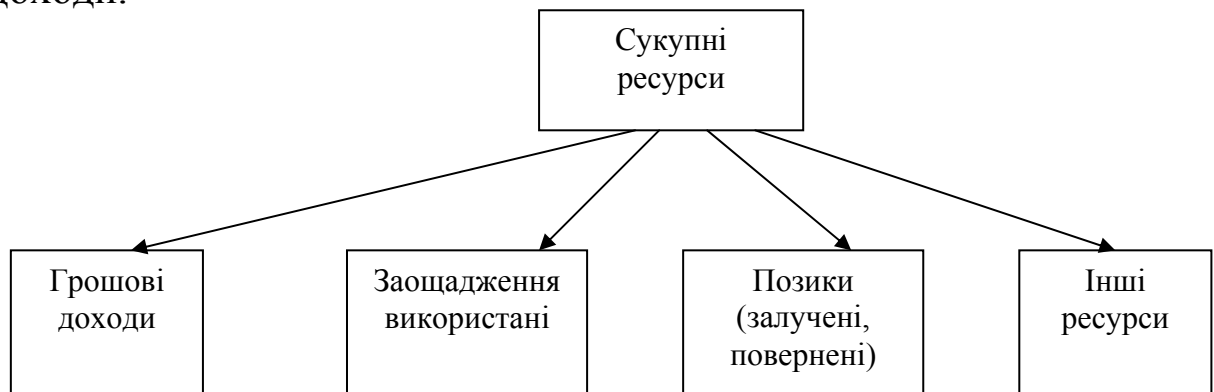 доходи.
Сукупні
ресурси
Грошові
доходи
Заощадження
використані
Позики
(залучені,
повернені)
Інші
ресурси